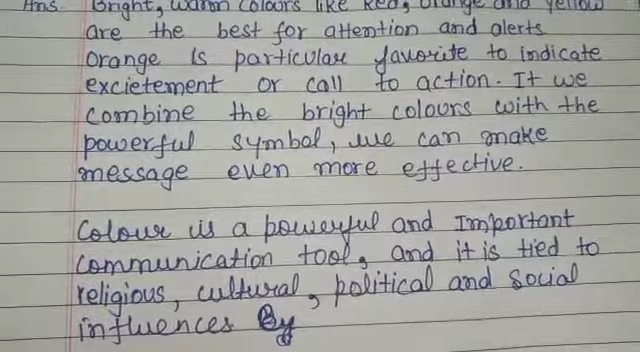 Ans. Bright, warm colours like Red, Orange and yellow
are the best for attention and alerts
Orange is particular favorite to indicate
excietement or call to action. If we
combine the bright colours with the
powerful symbol, we can make
message even more effective.
Colour is a powerful and Important
communication tool, and it is tied to
religious, cultural, political and social
influences By